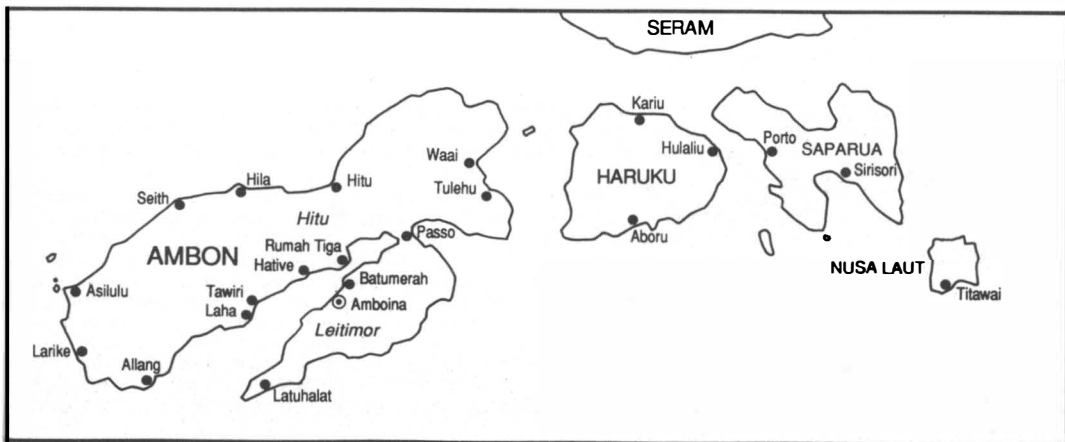 SERAM
Kariu
Porto
SAPARUA
Hulaliu
Sirisori
HARUKU
Aboru
NUSA LAUT
Titawai
Waai
Tulehu
Hitu
Hila
Seith
Hitu
Passo
AMBON
Rumah Tiga
Hative
Batumerah
Asilulu
Tawiri
Amboina
Laha
Leitimor
Larike
Allang
Latuhalat